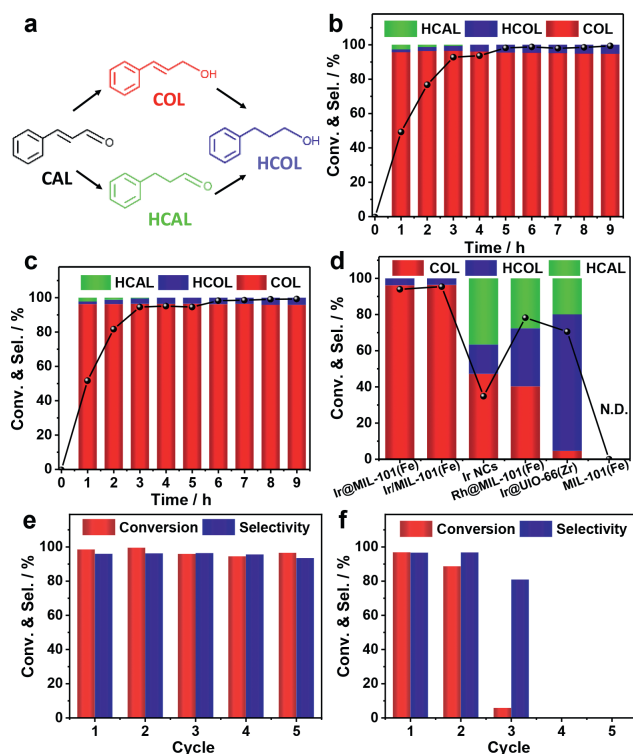 a
OH
COL
O
CAL
O
HCAL
OH
HCOL
b
HCAL HCOL COL
Conv. & Sel. / %
100
80
60
40
20
0
0 1 2 3 4 5 6 7 8 9
Time / h
c
HCAL HCOL COL
Conv. & Sel. / %
100
80
60
40
20
0
0 1 2 3 4 5 6 7 8 9
Time / h
d
COL HCOL HCAL
Conv. & Sel. / %
100
80
60
40
20
0
N.D.
Ir@MIL-101(Fe)
Ir/MIL-101(Fe)
Ir NCs
Rh@MIL-101(Fe)
Ir@UIO-66(Zr)
MIL-101(Fe)
e
Conversion Selectivity
Conv. & Sel. / %
100
80
60
40
20
0
1 2 3 4 5
Cycle
f
Conversion Selectivity
Conv. & Sel. / %
100
80
60
40
20
0
1 2 3 4 5
Cycle